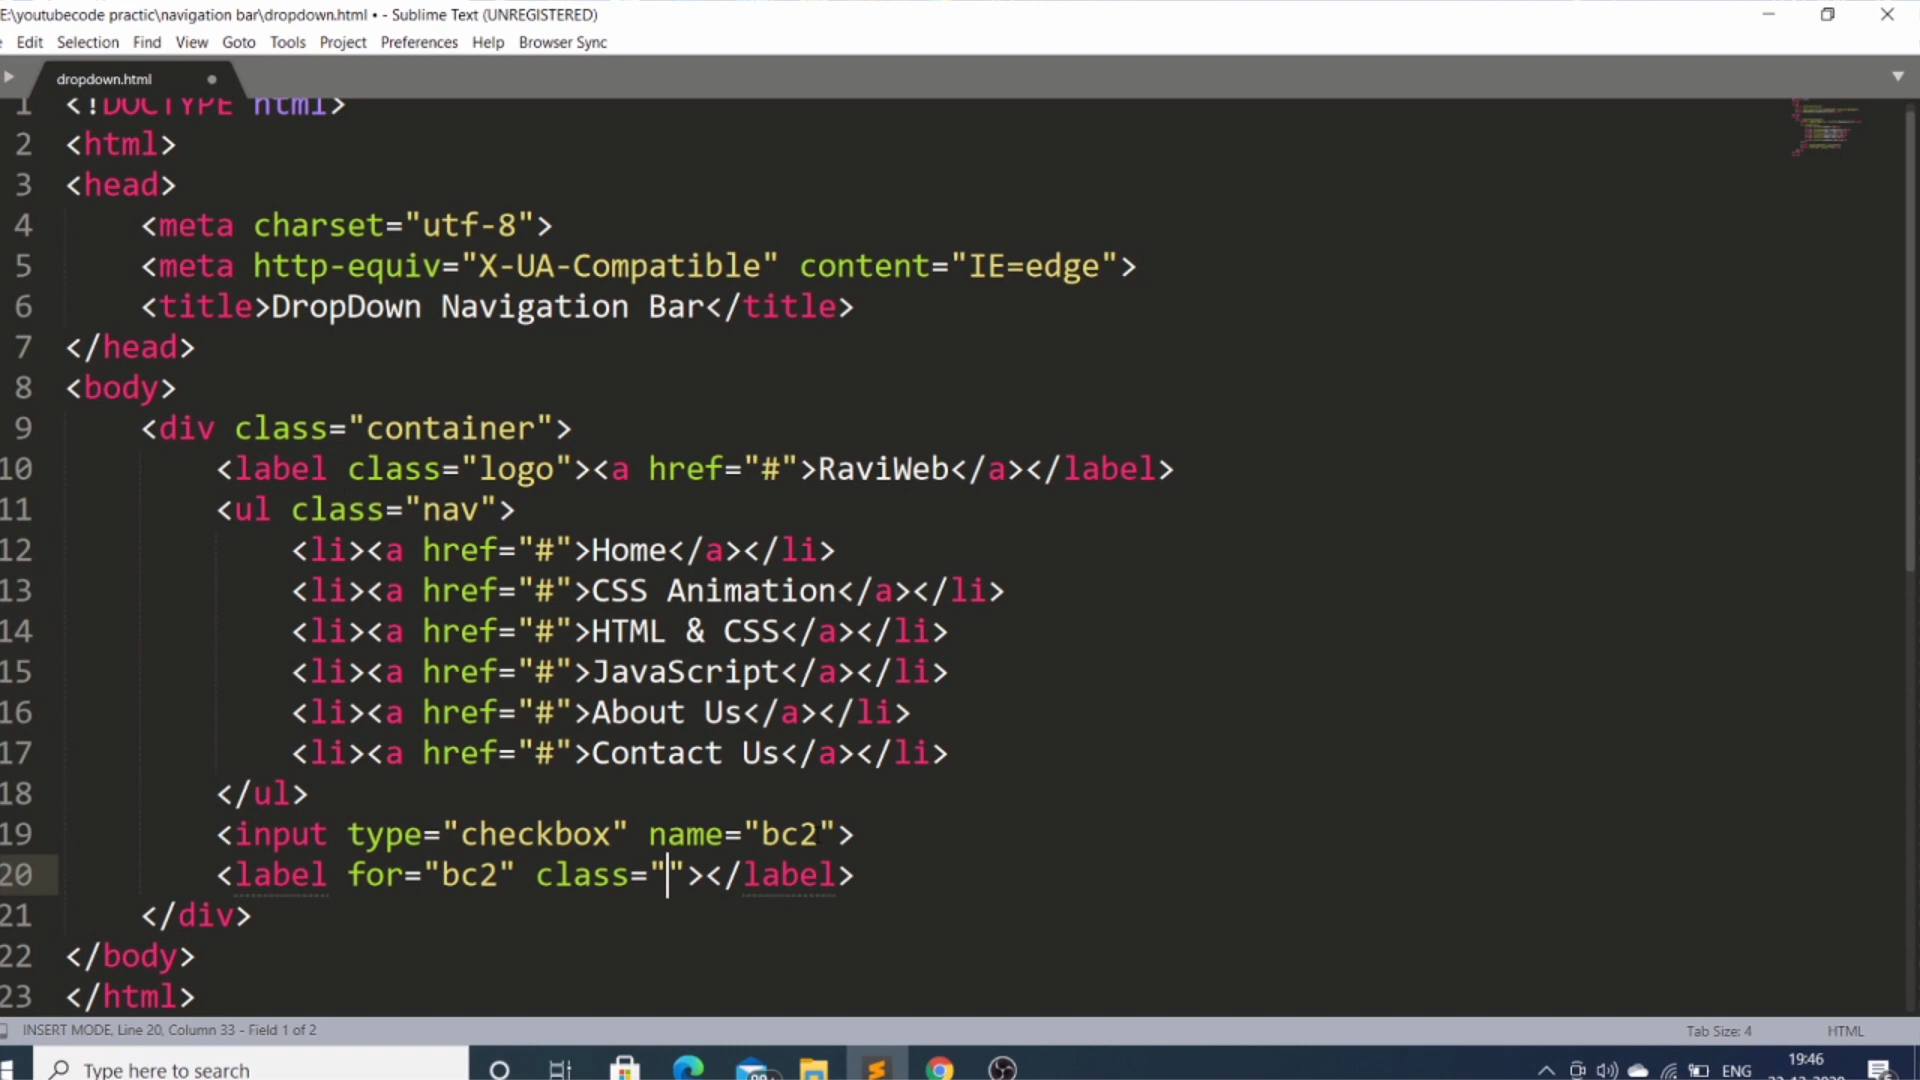 E:\youtubecode practic\navigation bar\dropdown.html • - Sublime Text (UNREGISTERED)
Edit Selection Find View Goto Tools Project Preferences Help Browser Sync
dropdown.html
1 <!DOCTYPE html>
2 <html>
3 <head>
4 <meta charset="utf-8">
5 <meta http-equiv="X-UA-Compatible" content="IE=edge">
6 <title>DropDown Navigation Bar</title>
7 </head>
8 <body>
9 <div class="container">
10 <label class="logo"><a href="#">RaviWeb</a></label>
11 <ul class="nav">
12 <li><a href="#">Home</a></li>
13 <li><a href="#">CSS Animation</a></li>
14 <li><a href="#">HTML & CSS</a></li>
15 <li><a href="#">JavaScript</a></li>
16 <li><a href="#">About Us</a></li>
17 <li><a href="#">Contact Us</a></li>
18 </ul>
19 <input type="checkbox" name="bc2">
20 <label for="bc2" class=""></label>
21 </div>
22 </body>
23 </html>
INSERT MODE, Line 20, Column 33 - Field 1 of 2 Tab Size: 4 HTML
Type here to search ENG 19:46